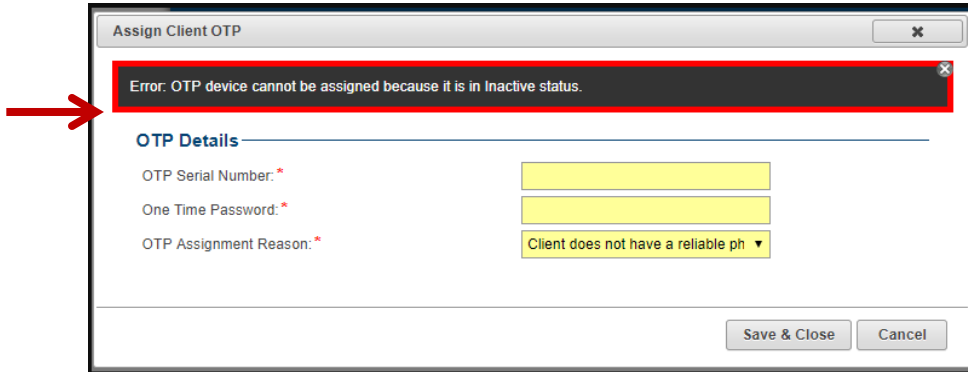 Assign Client OTP
Error: OTP device cannot be assigned because it is in Inactive status.
OTP Details
OTP Serial Number:*
One Time Password:*
OTP Assignment Reason:* Client does not have a reliable ph
Save & Close Cancel